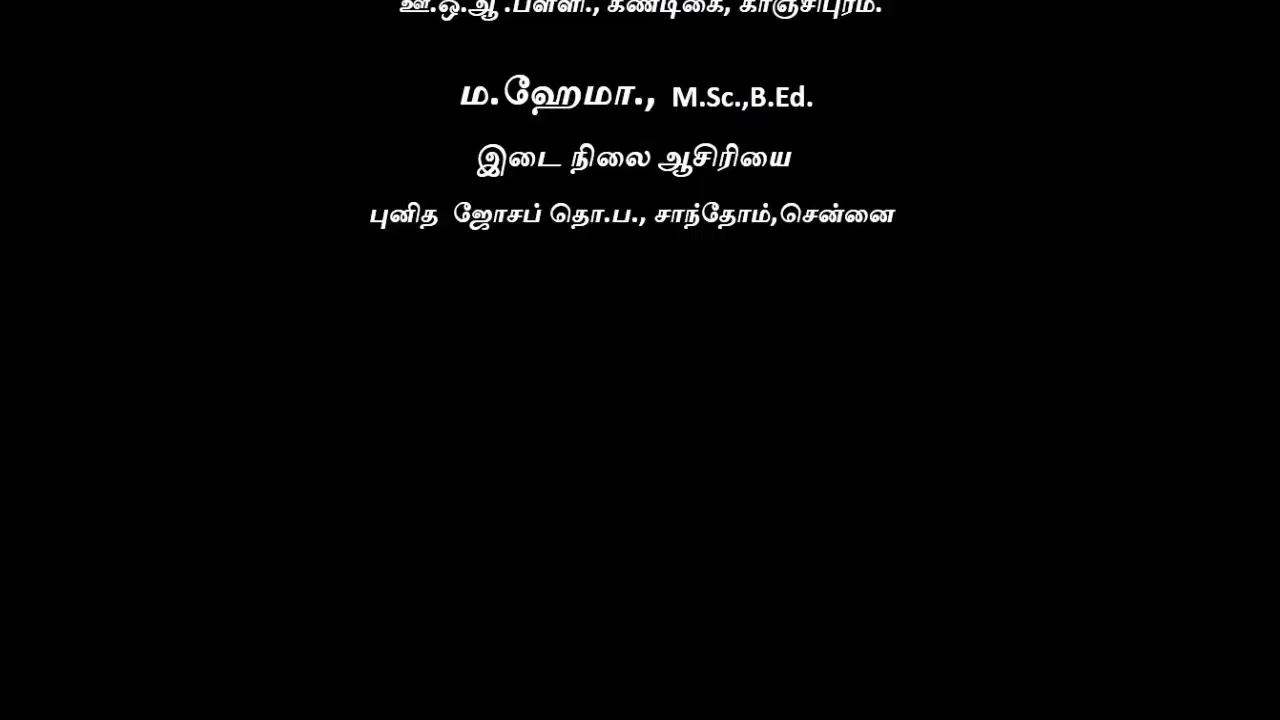 ஊ.ஒ.ஆ .பள்ளி., கண்டிகை, காஞ்சிபுரம்.
ம.ஹேமா., M.Sc.,B.Ed.
இடை நிலை ஆசிரியை
புனித ஜோசப் தொ.ப., சாந்தோம்,சென்னை